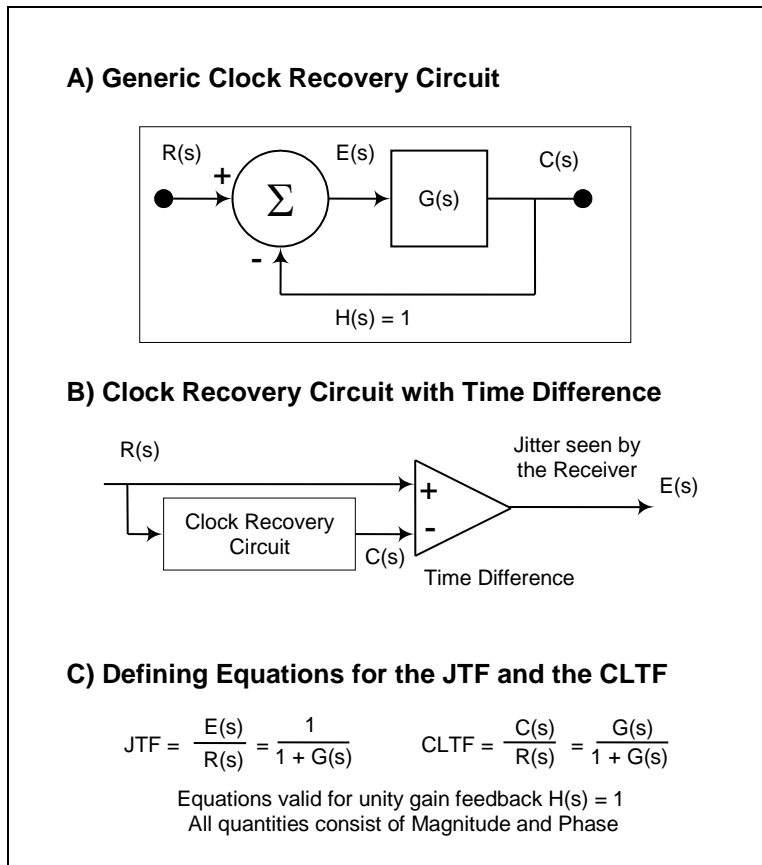 A) Generic Clock Recovery Circuit
R(s)
E(s)
C(s)
+
Σ
G(s)
-
H(s) = 1
B) Clock Recovery Circuit with Time Difference
R(s)
Jitter seen by
the Receiver
E(s)
+
Clock Recovery
Circuit
-
C(s)
Time Difference
C) Defining Equations for the JTF and the CLTF
JTF = E(s)/R(s) = 1/1 + G(s)
CLTF = C(s)/R(s) = G(s)/1 + G(s)
Equations valid for unity gain feedback H(s) = 1
All quantities consist of Magnitude and Phase